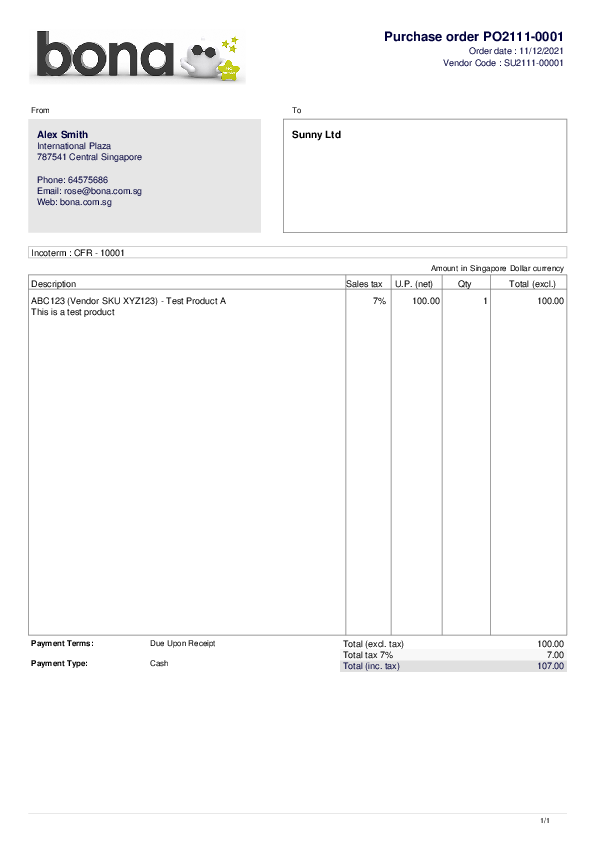 bona
Purchase order PO2111-0001
Order date : 11/12/2021
Vendor Code : SU2111-00001
From
To
Alex Smith
International Plaza
787541 Central Singapore
Phone: 64575686
Email: rose@bona.com.sg
Web: bona.com.sg
Sunny Ltd
Incoterm : CFR - 10001
Amount in Singapore Dollar currency
Description Sales tax U.P. (net) Qty Total (excl.)
ABC123 (Vendor SKU XYZ123) - Test Product A 7% 100.00 1 100.00
This is a test product
Payment Terms: Due Upon Receipt
Payment Type: Cash
Total (excl. tax) 100.00
Total tax 7% 7.00
Total (inc. tax) 107.00
1/1